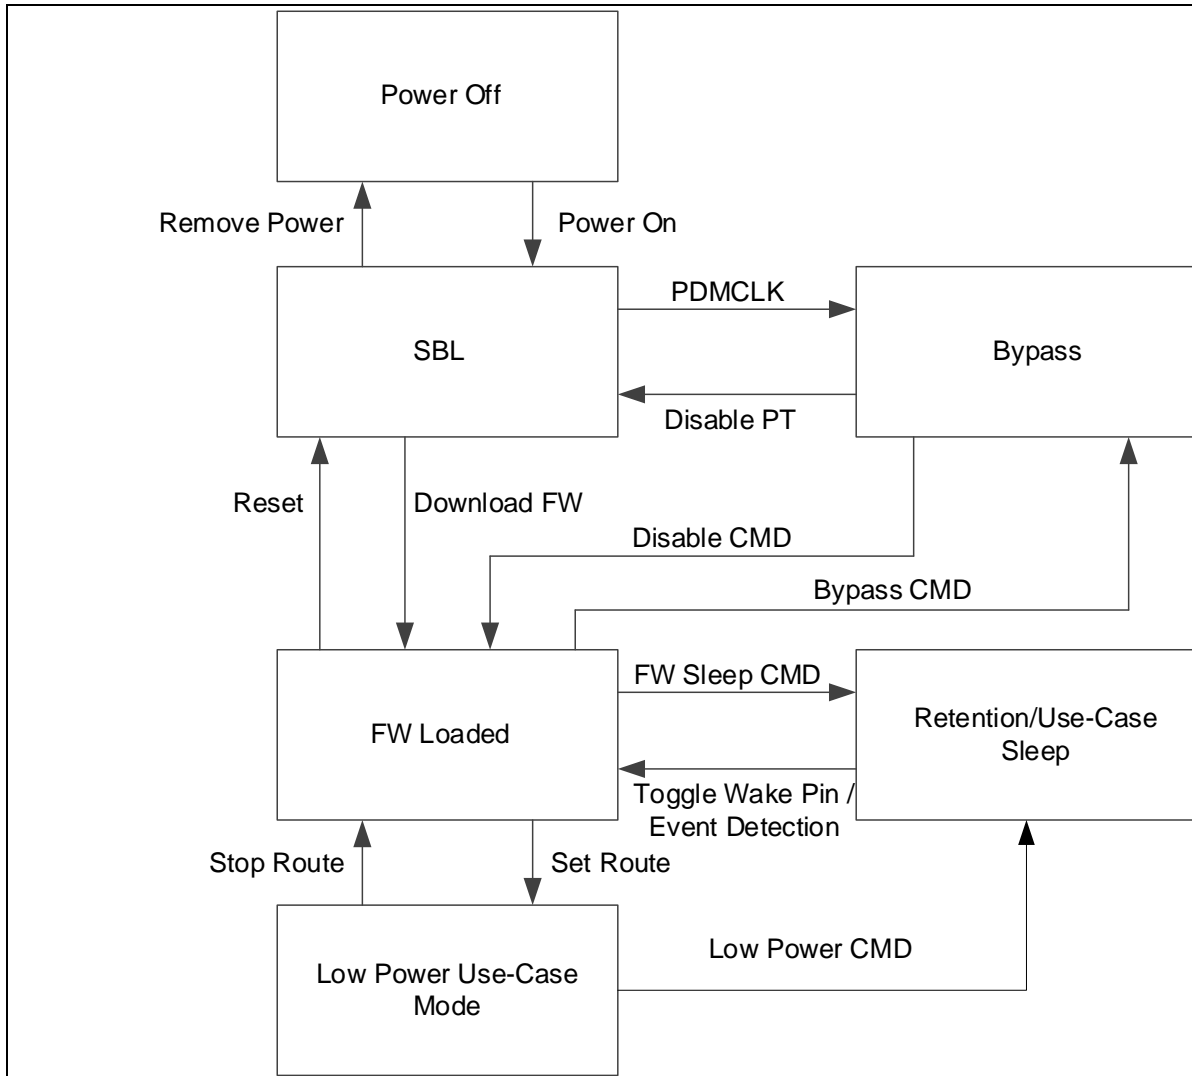 Power Off
Remove Power
Power On
PDMCLK
SBL
Bypass
Disable PT
Reset
Download FW
Disable CMD
Bypass CMD
FW Sleep CMD
FW Loaded
Retention/Use-Case
Sleep
Toggle Wake Pin /
Event Detection
Stop Route
Set Route
Low Power CMD
Low Power Use-Case
Mode